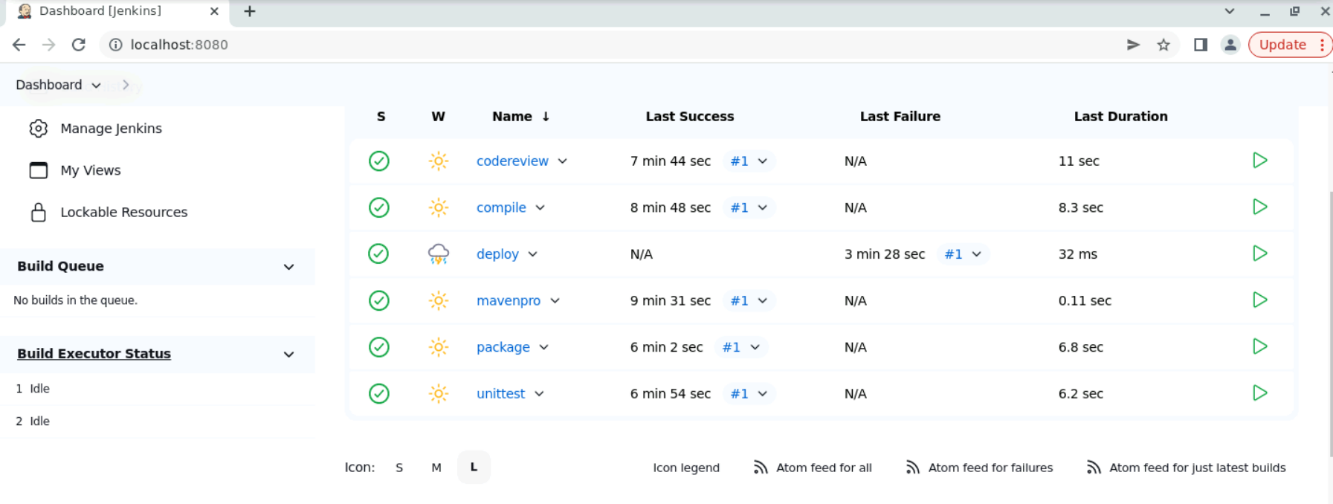 Dashboard [Jenkins]
localhost:8080
Update
Dashboard
Manage Jenkins
My Views
Lockable Resources
Build Queue
No builds in the queue.
Build Executor Status
1 Idle
2 Idle
S W Name ↓ Last Success Last Failure Last Duration
codereview 7 min 44 sec #1 N/A 11 sec
compile 8 min 48 sec #1 N/A 8.3 sec
deploy N/A 3 min 28 sec #1 32 ms
mavenpro 9 min 31 sec #1 N/A 0.11 sec
package 6 min 2 sec #1 N/A 6.8 sec
unittest 6 min 54 sec #1 N/A 6.2 sec
Icon: S M L Icon legend Atom feed for all Atom feed for failures Atom feed for just latest builds